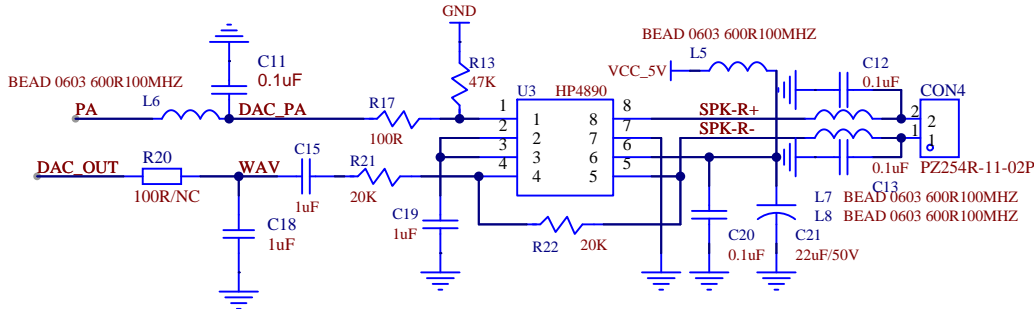 GND
BEAD 0603 600R100MHZ
L6
PA
C11
0.1uF
DAC_PA
R17
100R
R13
47K
U3
HP4890
1
2
3
4
1
2
3
4
8
7
6
5
8
7
6
5
BEAD 0603 600R100MHZ
L5
VCC_5V
SPK-R+
SPK-R-
C12
0.1uF
CON4
2
1
2
1
PZ254R-11-02P
0.1uF
C13
L7 BEAD 0603 600R100MHZ
L8 BEAD 0603 600R100MHZ
DAC_OUT
R20
100R/NC
WAV
C15
1uF
R21
20K
C18
1uF
C19
1uF
R22
20K
C20
0.1uF
C21
22uF/50V